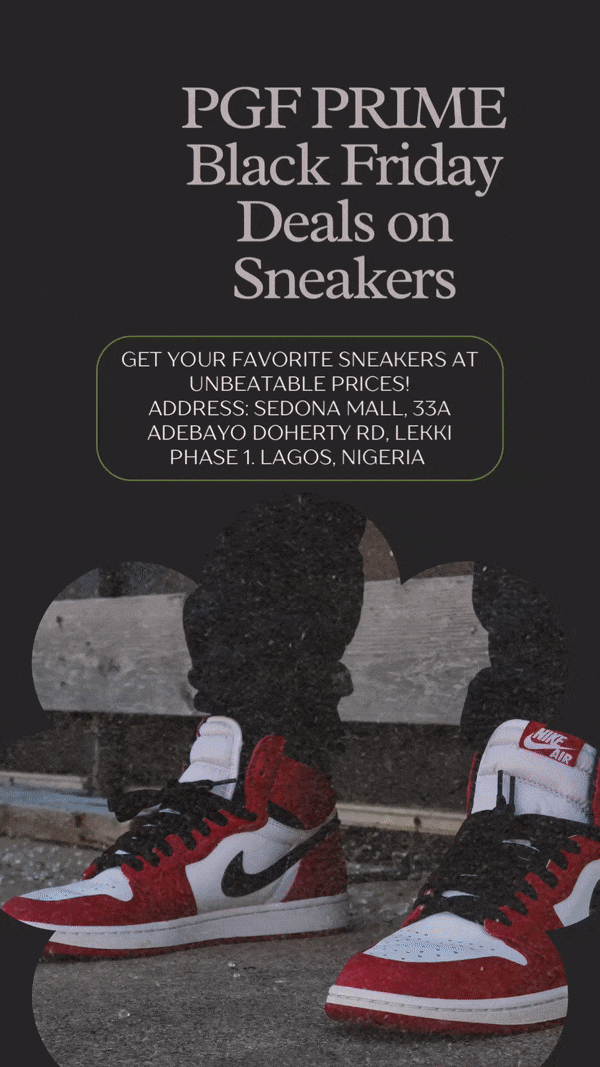 PGF PRIME
Black Friday
Deals on
Sneakers
GET YOUR FAVORITE SNEAKERS AT
UNBEATABLE PRICES!
ADDRESS: SEDONA MALL, 33A
ADEBAYO DOHERTY RD, LEKKI
PHASE 1. LAGOS, NIGERIA
NIKE
AIR